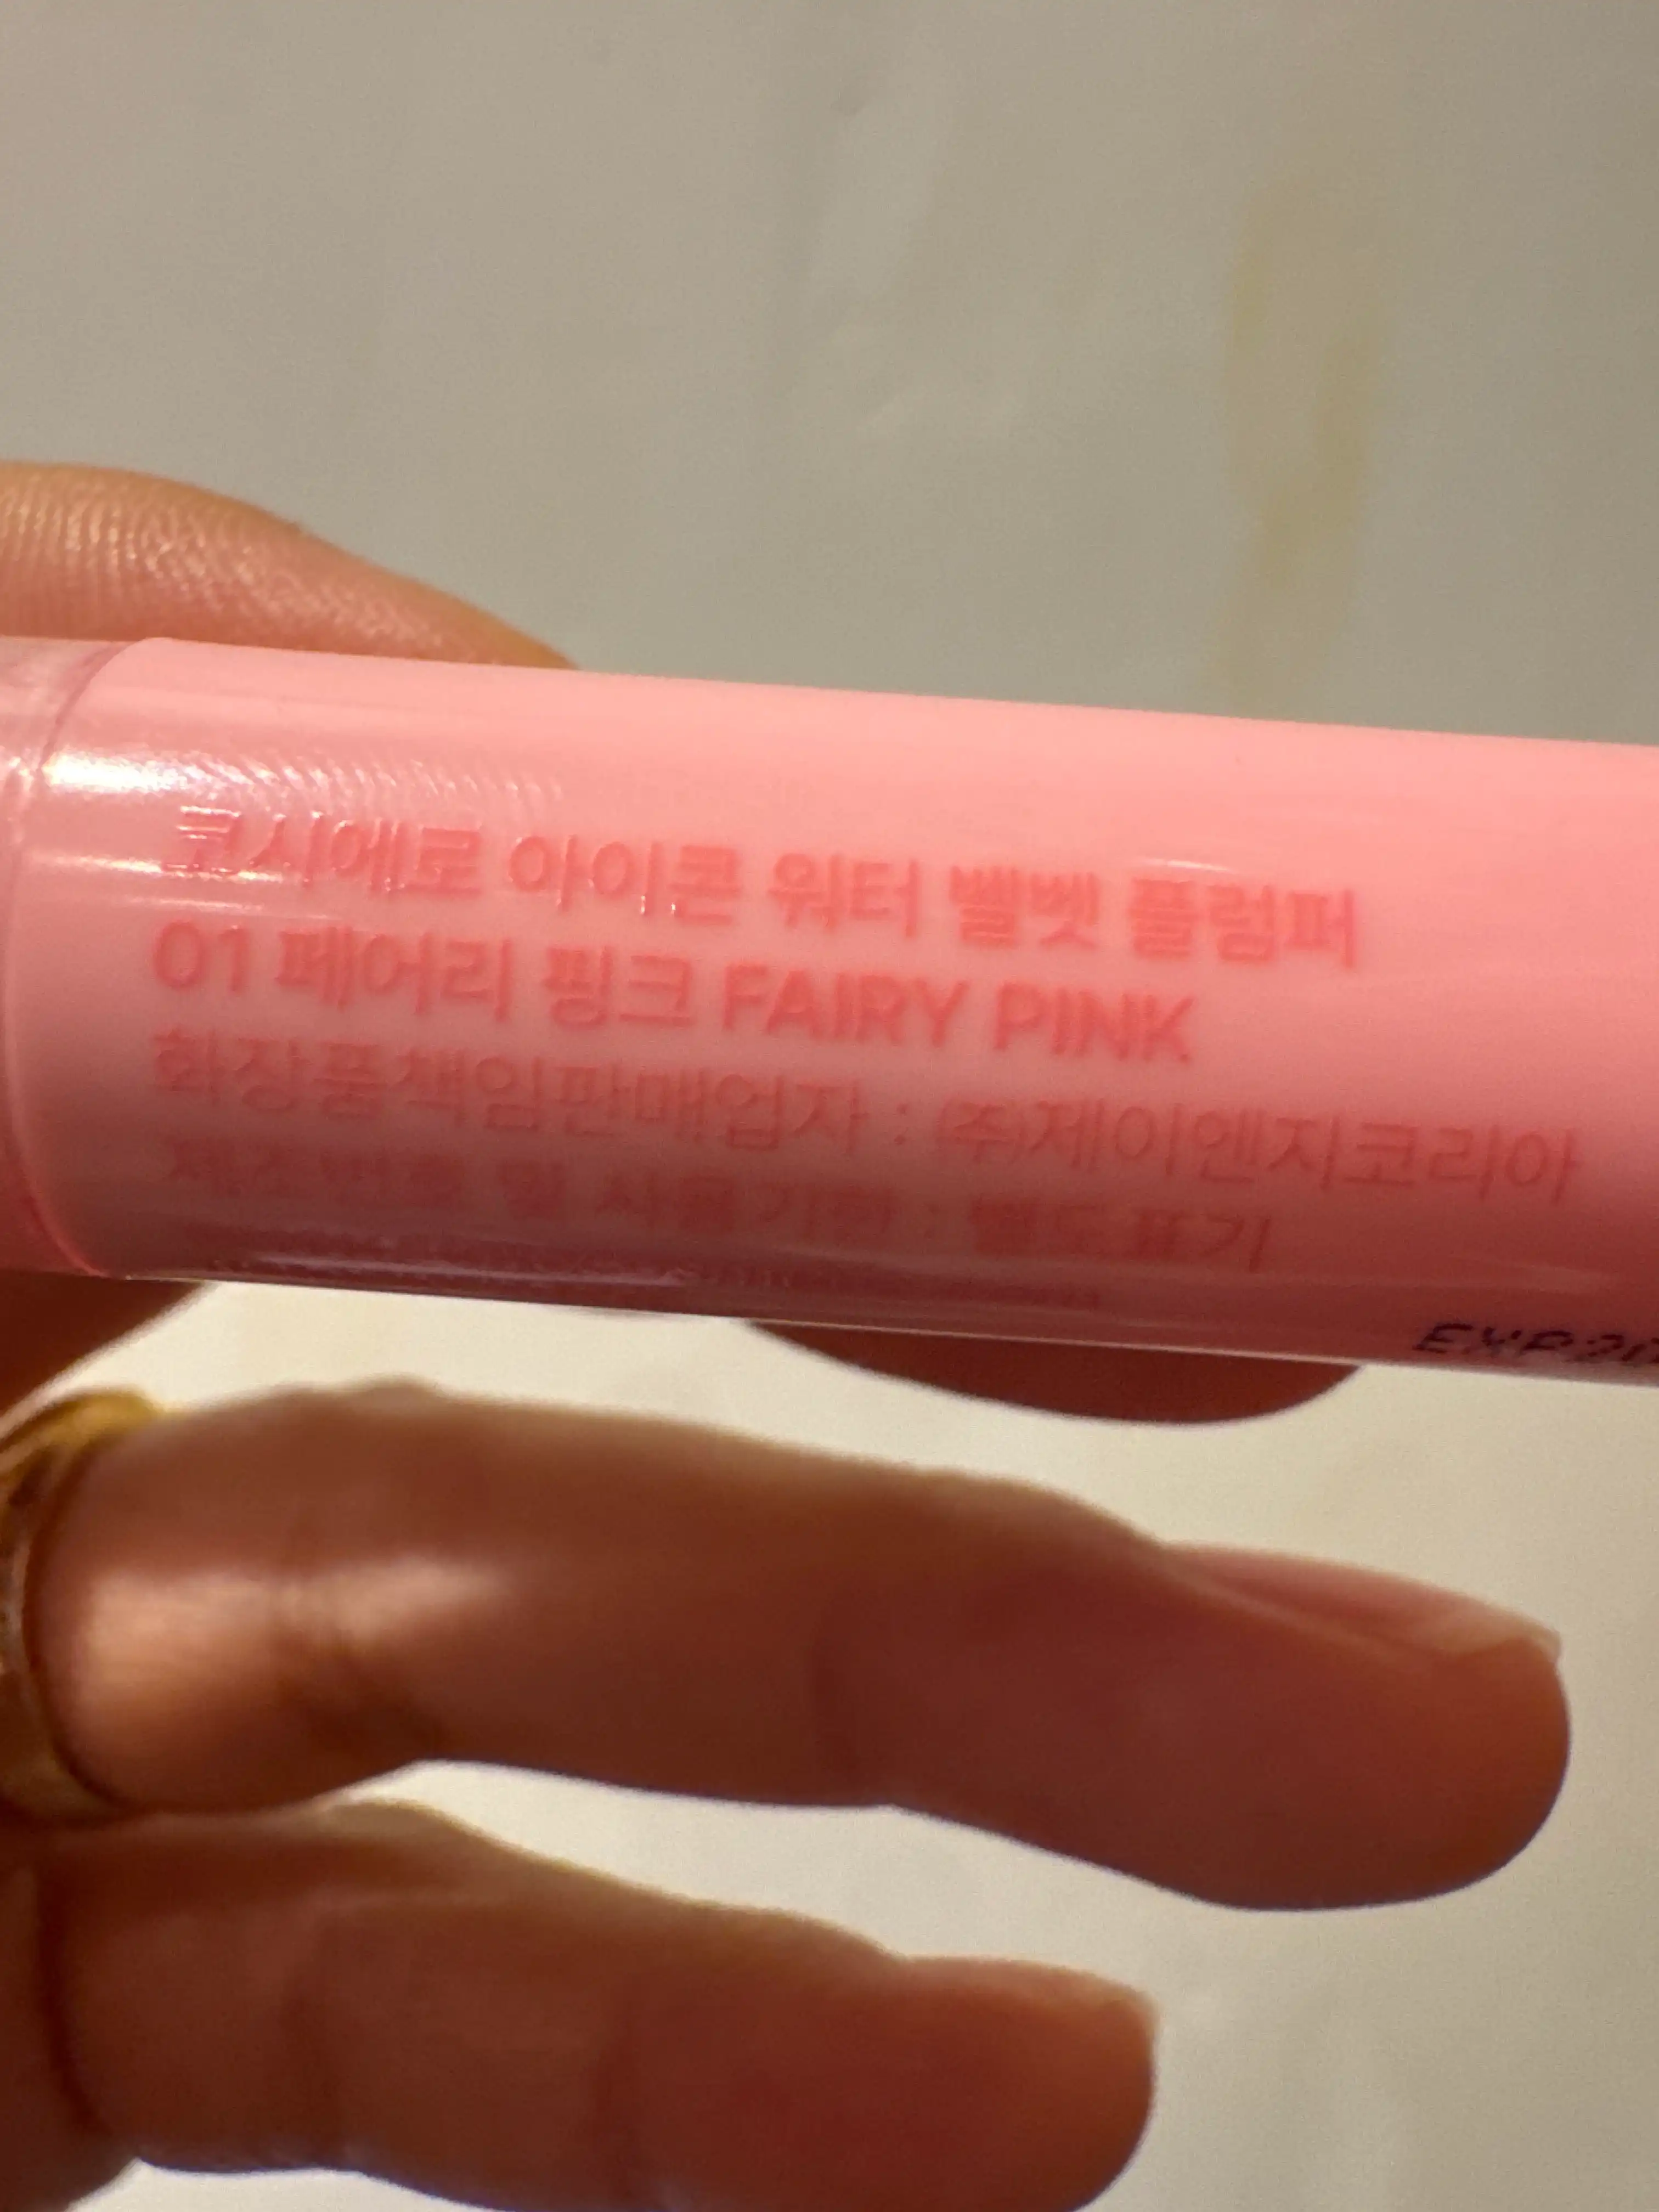 코시에로 아이콘 워터 벨벳 플럼퍼
01 페어리 핑크 FAIRY PINK
화장품책임판매업자 : ㈜제이앤지코리아
제조번호 및 사용기한 : 별도표기
EXP20